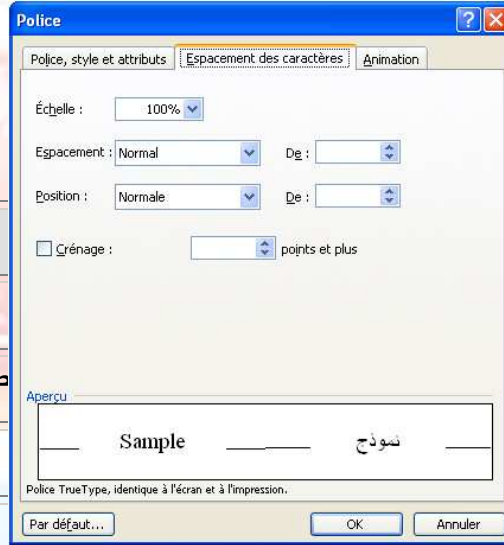 Police
Police, style et attributs Espacement des caractères Animation
Échelle : 100%
Espacement : Normal De :
Position : Normale De :
Crénage : points et plus
Aperçu
Sample نموذج
Police TrueType, identique à l'écran et à l'impression.
Par défaut... OK Annuler